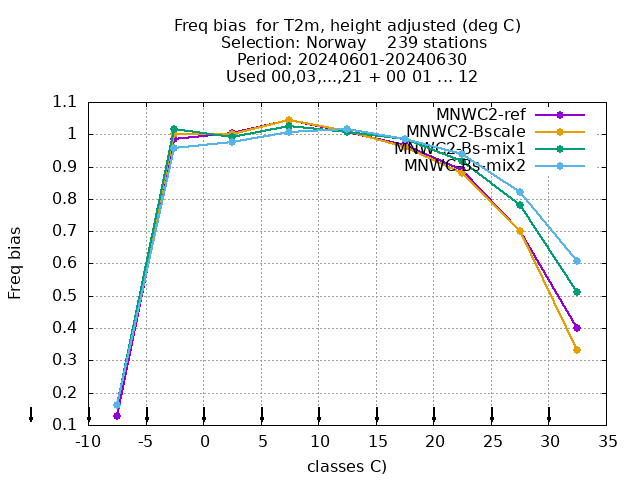 Freq bias  for T2m, height adjusted (deg C)
Selection: Norway    239 stations
Period: 20240601-20240630
Used 00,03,...,21 + 00 01 ... 12
MNWC2-ref
MNWC2-Bscale
MNWC2-Bs-mix1
MNWC-Bs-mix2
1.1
1
0.9
0.8
0.7
0.6
0.5
0.4
0.3
0.2
0.1
Freq bias
-10 -5 0 5 10 15 20 25 30 35
classes C)